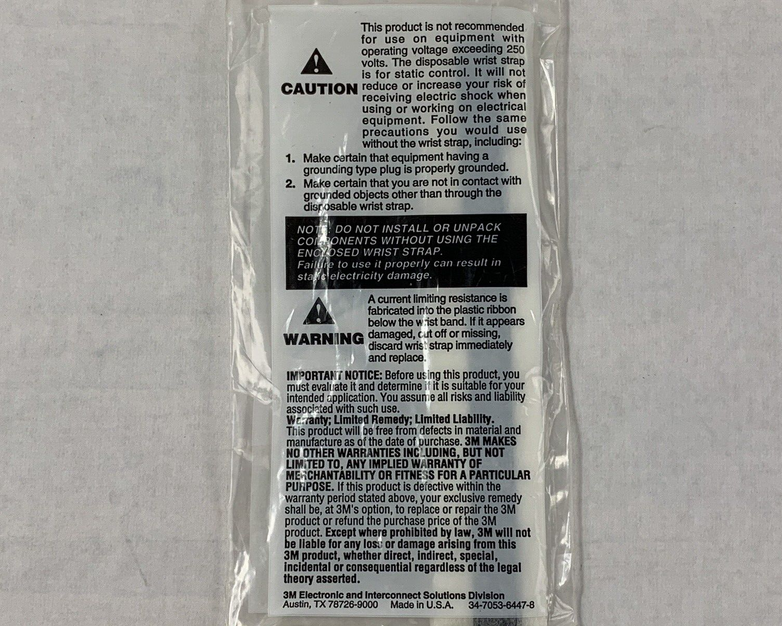 This product is not recommended
for use on equipment with
operating voltage exceeding 250
volts. The disposable wrist strap
is for static control. It will not
CAUTION reduce or increase your risk of
receiving electric shock when
using or working on electrical
equipment. Follow the same
precautions you would use
without the wrist strap, including:
1. Make certain that equipment having a
grounding type plug is properly grounded.
2. Make certain that you are not in contact with
grounded objects other than through the
disposable wrist strap.
NOTE: DO NOT INSTALL OR UNPACK
COMPONENTS WITHOUT USING THE
ENCLOSED WRIST STRAP.
Failure to use it properly can result in
static electricity damage.
A current limiting resistance is
fabricated into the plastic ribbon
below the wrist band. If it appears
WARNING damaged, cut off or missing,
discard wrist strap immediately
and replace.
IMPORTANT NOTICE: Before using this product, you
must evaluate it and determine if it is suitable for your
intended application. You assume all risks and liability
associated with such use.
Warranty; Limited Remedy; Limited Liability.
This product will be free from defects in material and
manufacture as of the date of purchase. 3M MAKES
NO OTHER WARRANTIES INCLUDING, BUT NOT
LIMITED TO, ANY IMPLIED WARRANTY OF
MERCHANTABILITY OR FITNESS FOR A PARTICULAR
PURPOSE. If this product is defective within the
warranty period stated above, your exclusive remedy
shall be, at 3M's option, to replace or repair the 3M
product or refund the purchase price of the 3M
product. Except where prohibited by law, 3M will not
be liable for any loss or damage arising from this
3M product, whether direct, indirect, special,
incidental or consequential regardless of the legal
theory asserted.
3M Electronic and Interconnect Solutions Division
Austin, TX 78726-9000 Made in U.S.A. 34-7053-6447-8